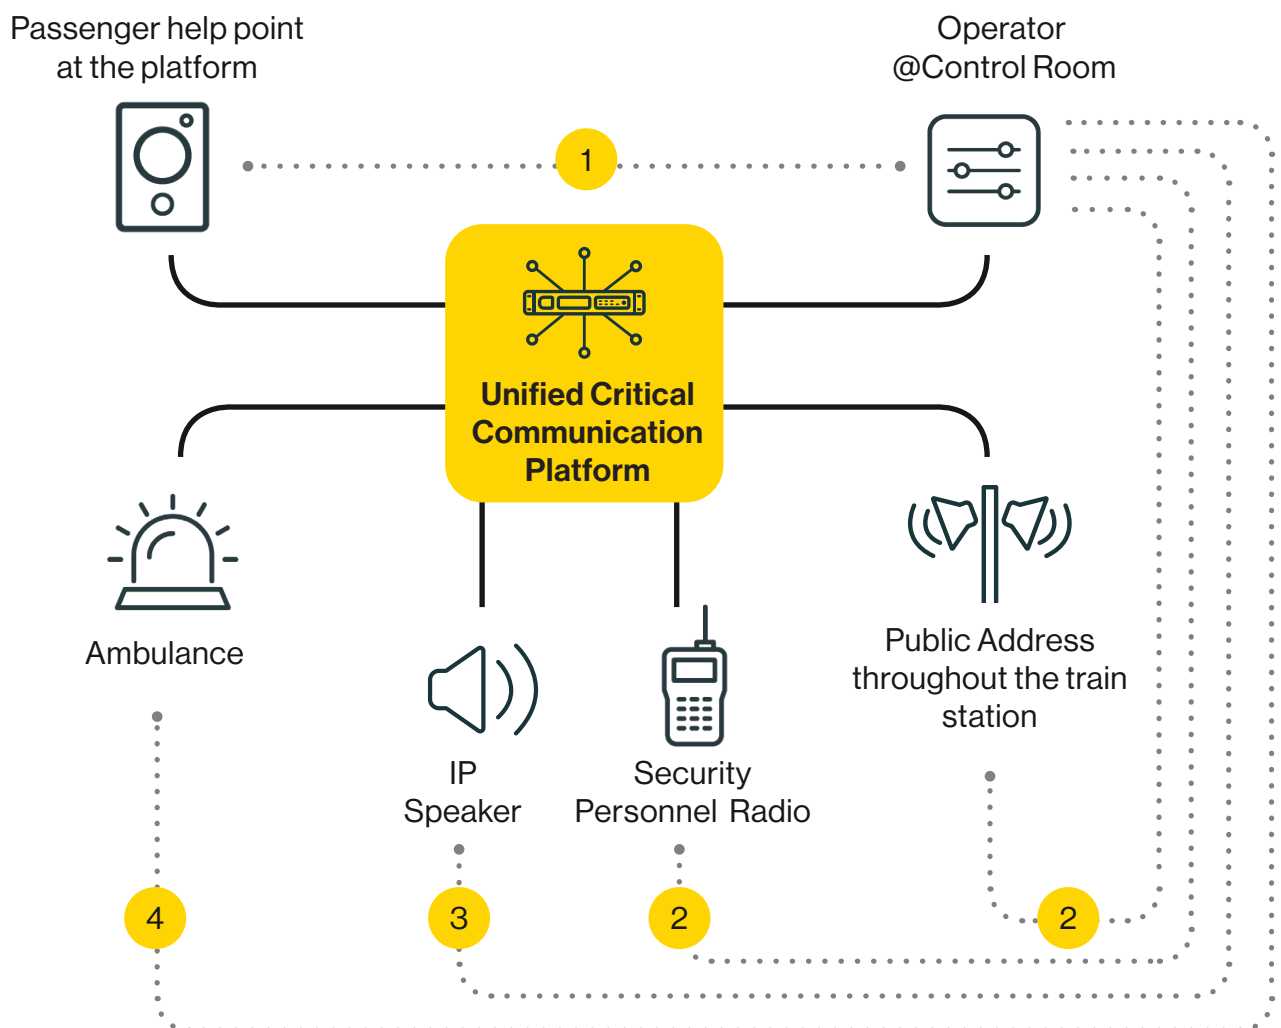 Passenger help point
at the platform
Operator
@Control Room
1
Unified Critical
Communication
Platform
Ambulance
IP
Speaker
Security
Personnel Radio
Public Address
throughout the train
station
4
3
2
2